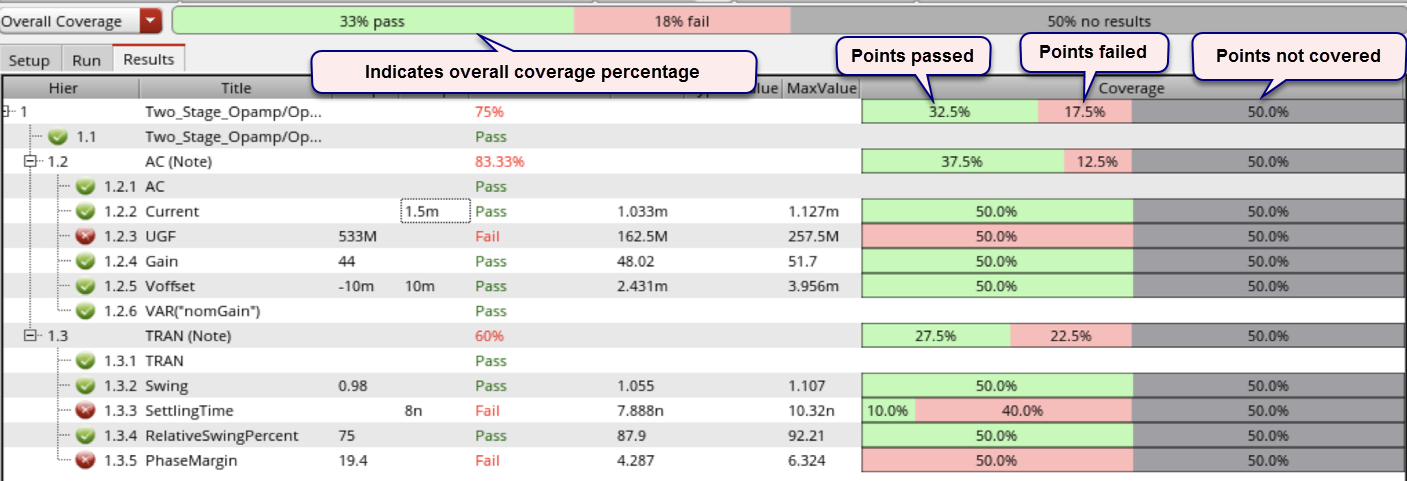 Overall Coverage 33% pass 18% fail 50% no results
Setup Run Results Indicates overall coverage percentage Points passed Points failed Points not covered
Hier Title alue MaxValue Coverage
1 Two_Stage_Opamp/Op... 75% 32.5% 17.5% 50.0%
1.1 Two_Stage_Opamp/Op... Pass
1.2 AC (Note) 83.33% 37.5% 12.5% 50.0%
1.2.1 AC Pass
1.2.2 Current 1.5m Pass 1.033m 1.127m 50.0% 50.0%
1.2.3 UGF 533M Fail 162.5M 257.5M 50.0% 50.0%
1.2.4 Gain 44 Pass 48.02 51.7 50.0% 50.0%
1.2.5 Voffset -10m 10m Pass 2.431m 3.956m 50.0% 50.0%
1.2.6 VAR("nomGain") Pass
1.3 TRAN (Note) 60% 27.5% 22.5% 50.0%
1.3.1 TRAN Pass
1.3.2 Swing 0.98 Pass 1.055 1.107 50.0% 50.0%
1.3.3 SettlingTime 8n Fail 7.888n 10.32n 10.0% 40.0% 50.0%
1.3.4 RelativeSwingPercent 75 Pass 87.9 92.21 50.0% 50.0%
1.3.5 PhaseMargin 19.4 Fail 4.287 6.324 50.0% 50.0%